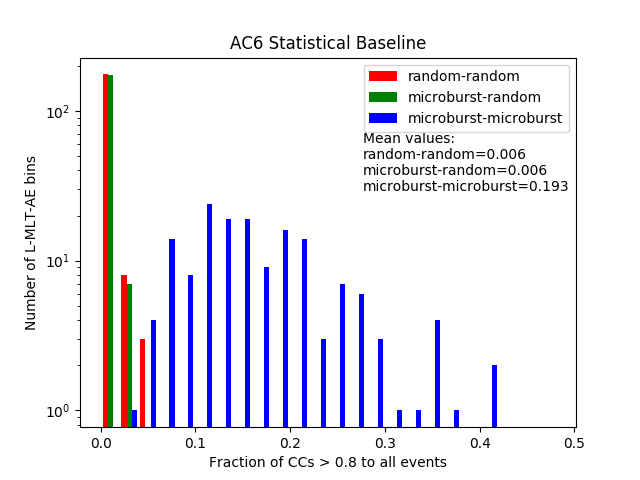 AC6 Statistical Baseline
random-random
microburst-random
microburst-microburst
Mean values:
random-random=0.006
microburst-random=0.006
microburst-microburst=0.193
Number of L-MLT-AE bins
10²
10¹
10⁰
0.0 0.1 0.2 0.3 0.4 0.5
Fraction of CCs > 0.8 to all events